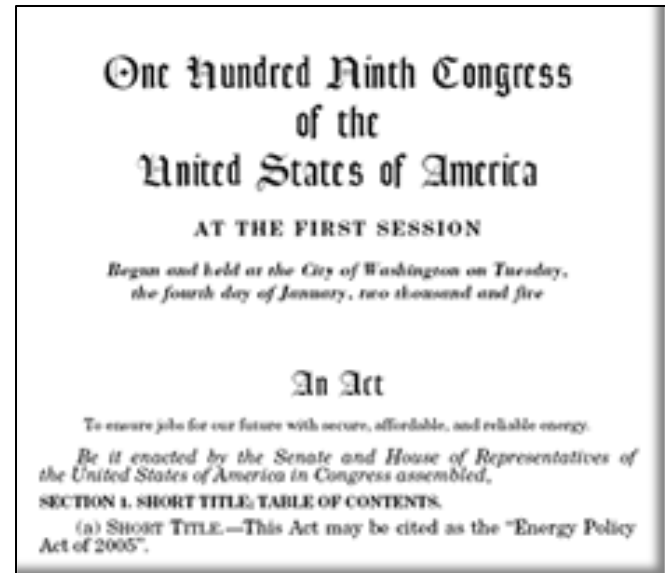 One Hundred Ninth Congress
of the
United States of America
AT THE FIRST SESSION
Begun and held at the City of Washington on Tuesday,
the fourth day of January, two thousand and five
An Act
To ensure jobs for our future with secure, affordable, and reliable energy.
Be it enacted by the Senate and House of Representatives of
the United States of America in Congress assembled,
SECTION 1. SHORT TITLE; TABLE OF CONTENTS.
(a) SHORT TITLE.—This Act may be cited as the “Energy Policy
Act of 2005”.